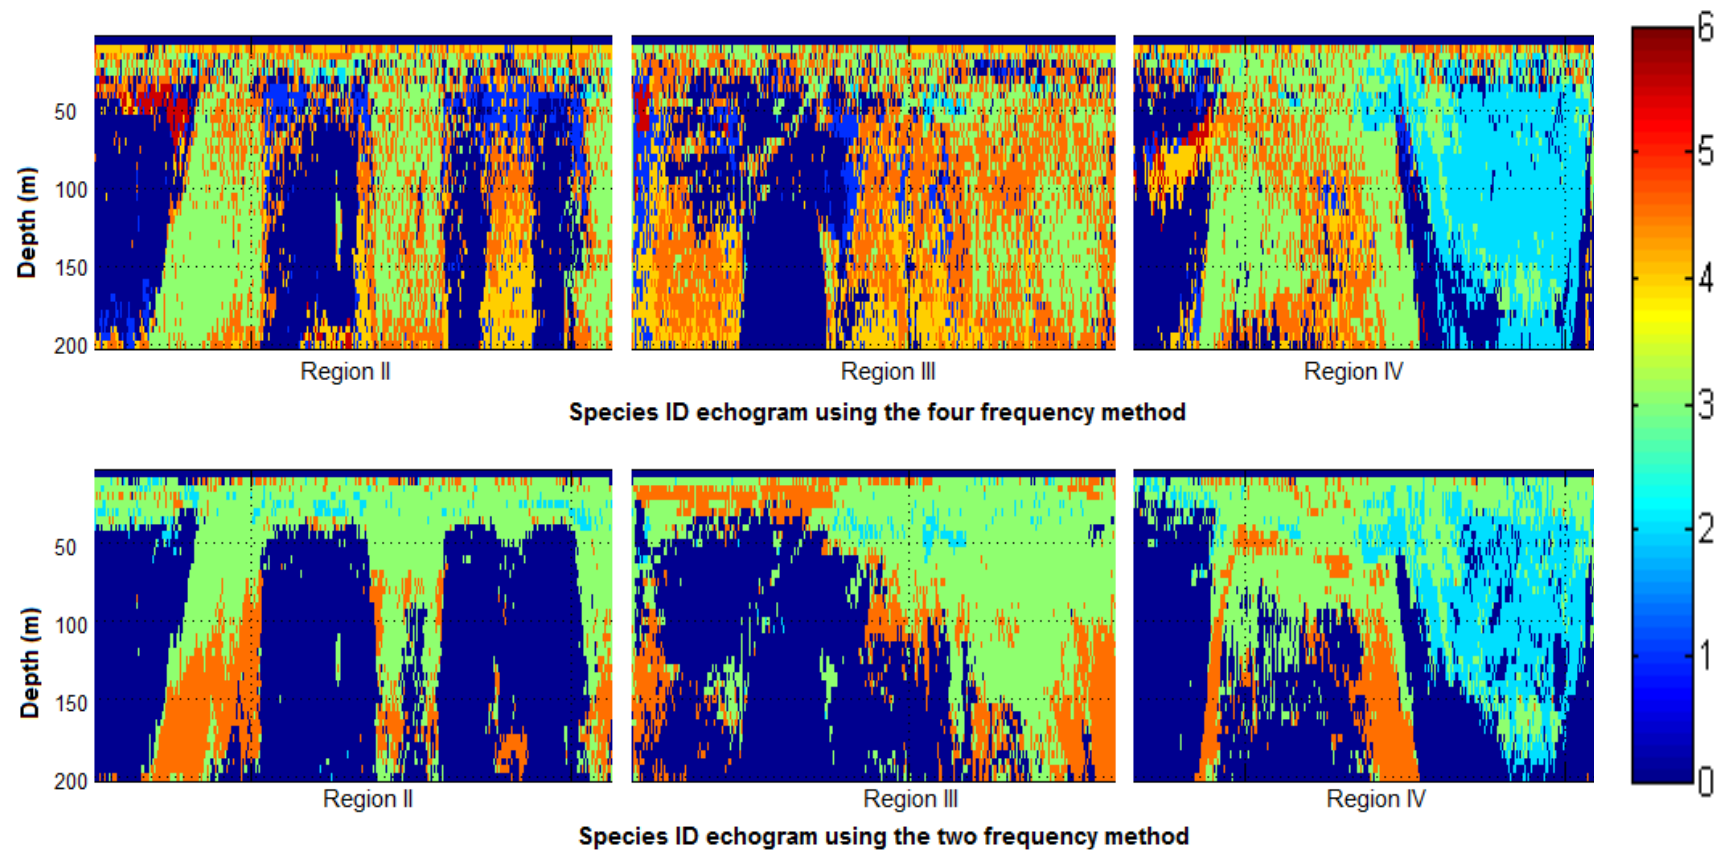 6
5
4
3
2
1
0
Depth (m)
50
100
150
200
Region II
Region III
Region IV
Species ID echogram using the four frequency method
Depth (m)
50
100
150
200
Region II
Region III
Region IV
Species ID echogram using the two frequency method